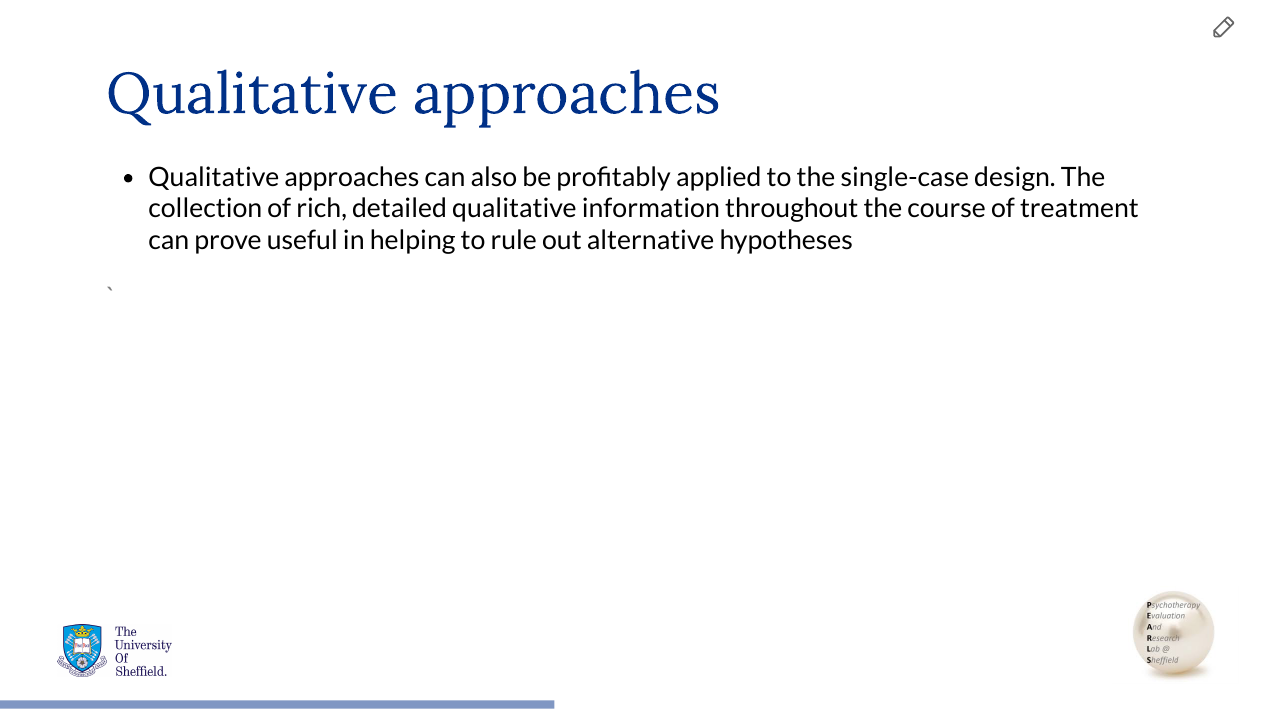 Qualitative approaches
• Qualitative approaches can also be profitably applied to the single-case design. The
collection of rich, detailed qualitative information throughout the course of treatment
can prove useful in helping to rule out alternative hypotheses
`
The
University
Of
Sheffield.
Psychotherapy
Evaluation
And
Research
Lab @
Sheffield